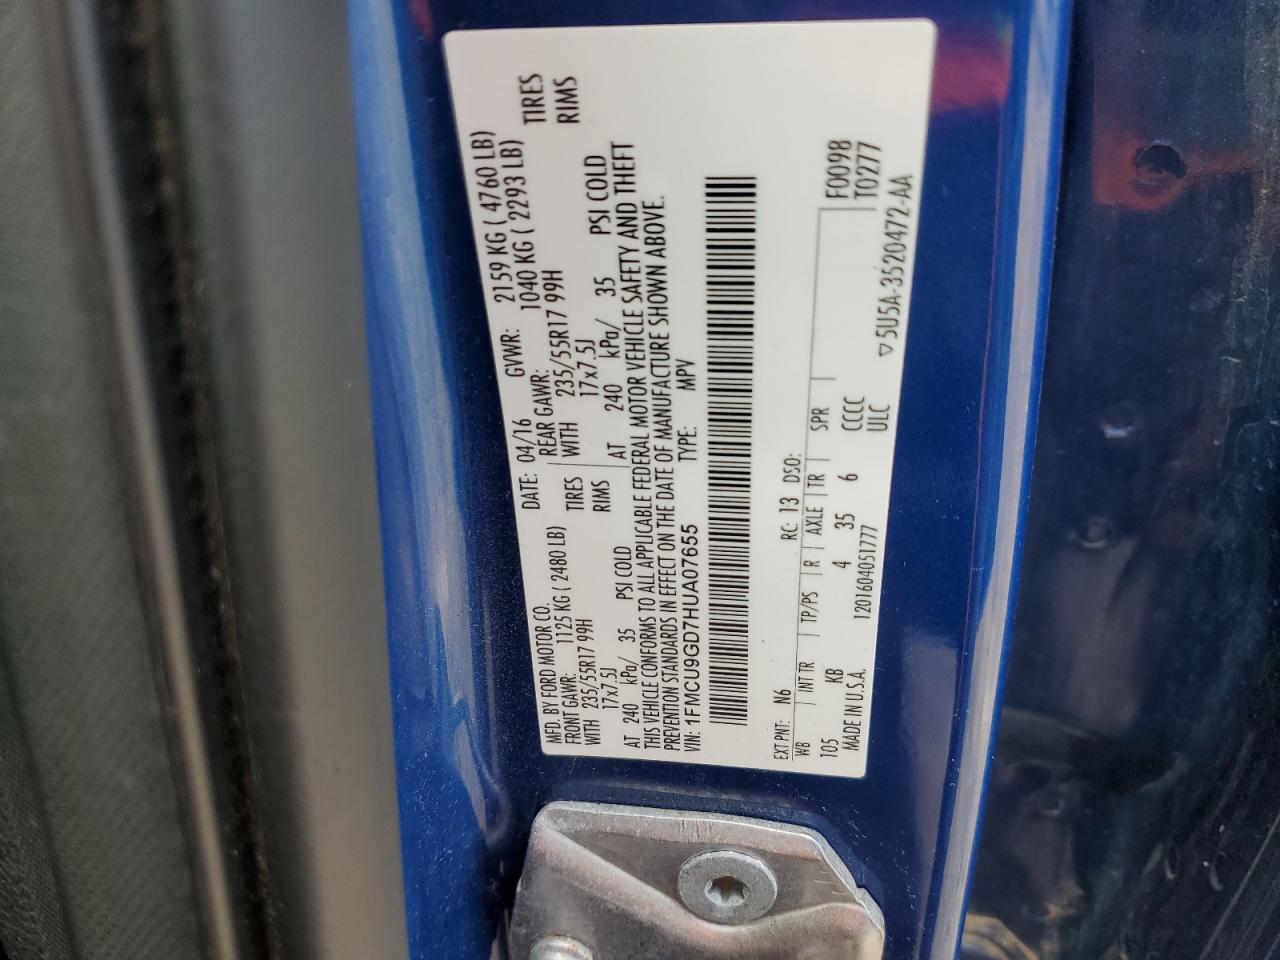 MFD. BY FORD MOTOR CO.
DATE: 04/16 GVWR: 2159 KG ( 4760 LB)
FRONT GAWR: 1125 KG ( 2480 LB) REAR GAWR: 1040 KG ( 2293 LB)
WITH 235/55R17 99H TIRES WITH 235/55R17 99H TIRES
17x7.5J RIMS 17x7.5J RIMS
AT 240 kPa/ 35 PSI COLD AT 240 kPa/ 35 PSI COLD
THIS VEHICLE CONFORMS TO ALL APPLICABLE FEDERAL MOTOR VEHICLE SAFETY AND THEFT
PREVENTION STANDARDS IN EFFECT ON THE DATE OF MANUFACTURE SHOWN ABOVE.
VIN: 1FMCU9GD7HUA07655 TYPE: MPV
EXT PNT: N6 RC: 13 DSO: F0098
WB INT TR TP/PS R AXLE TR SPR T0277
105 KB 4 35 6 CCCC
ULC
MADE IN U.S.A. 1201604051777 ▽5U5A-3520472-AA